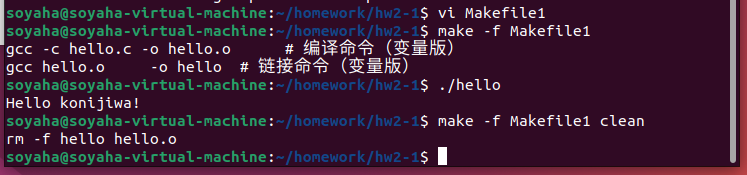 soyaha@soyaha-virtual-machine:~/homework/hw2-1$ vi Makefile1
soyaha@soyaha-virtual-machine:~/homework/hw2-1$ make -f Makefile1
gcc -c hello.c -o hello.o      # 编译命令（变量版）
gcc hello.o     -o hello  # 链接命令（变量版）
soyaha@soyaha-virtual-machine:~/homework/hw2-1$ ./hello
Hello konijiwa!
soyaha@soyaha-virtual-machine:~/homework/hw2-1$ make -f Makefile1 clean
rm -f hello hello.o
soyaha@soyaha-virtual-machine:~/homework/hw2-1$